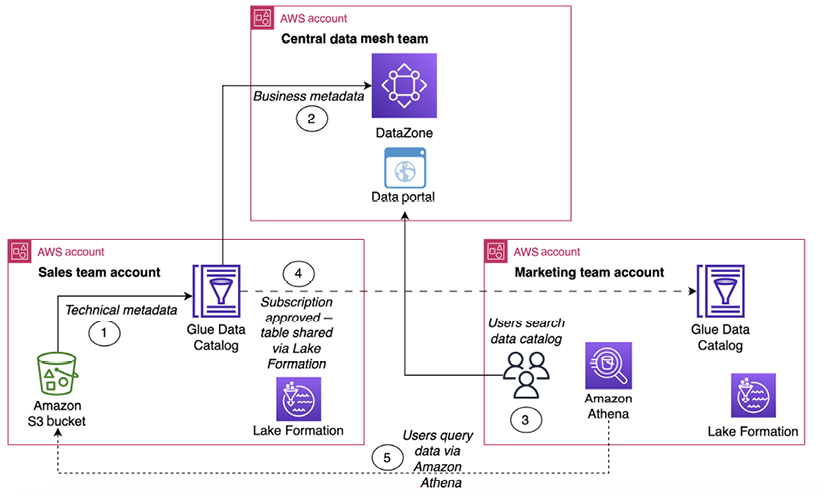 AWS account
Central data mesh team
Business metadata
2
DataZone
Data portal
AWS account
Sales team account
Technical metadata
1
Glue Data
Catalog
4
Subscription
approved –
table shared
via Lake
Formation
Amazon
S3 bucket
Lake Formation
AWS account
Marketing team account
Glue Data
Catalog
Users search
data catalog
3
Amazon
Athena
Lake Formation
5
Users query
data via
Amazon
Athena